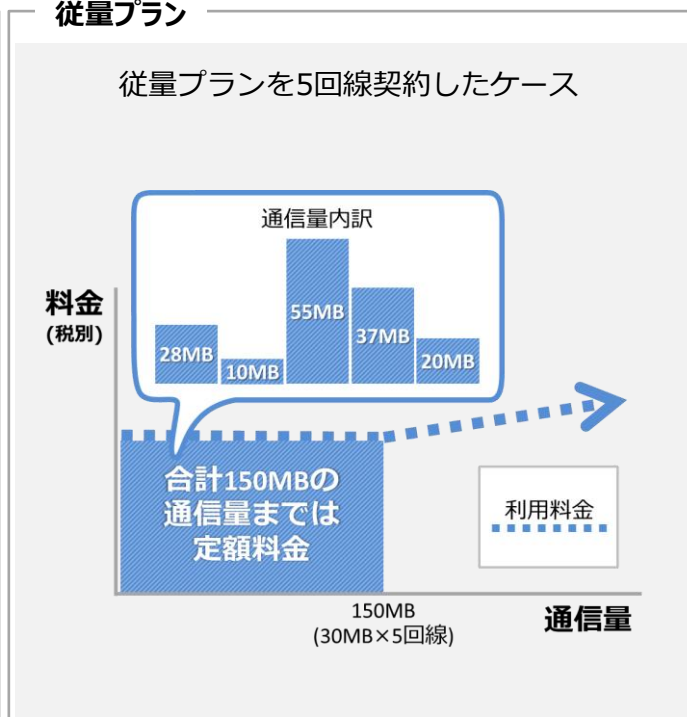 従量プラン
従量プランを5回線契約したケース
通信量内訳
28MB
10MB
55MB
37MB
20MB
料金
(税別)
合計150MBの
通信量までは
定額料金
利用料金
150MB
(30MB×5回線)
通信量